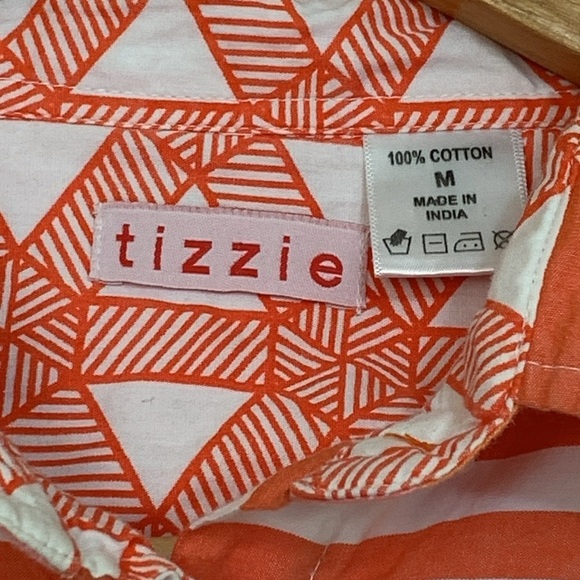 tizzie
100% COTTON
M
MADE IN
INDIA